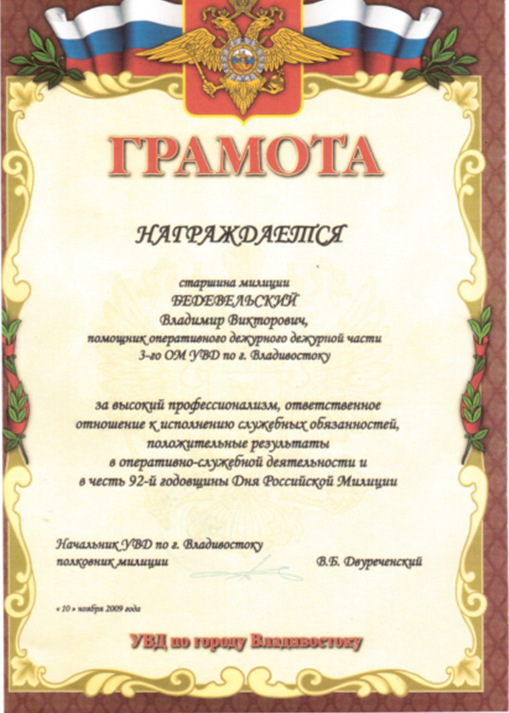 ГРАМОТА
НАГРАЖДАЕТСЯ
старшина милиции
БЕДЕВЕЛЬСКИЙ
Владимир Викторович,
помощник оперативного дежурного дежурной части
3-го ОМ УВД по г. Владивостоку
за высокий профессионализм, ответственное
отношение к исполнению служебных обязанностей,
положительные результаты
в оперативно-служебной деятельности и
в честь 92-й годовщины Дня Российской Милиции
Начальник УВД по г. Владивостоку
полковник милиции В.Б. Двуреченский
« 10 » ноября 2009 года
УВД по городу Владивостоку